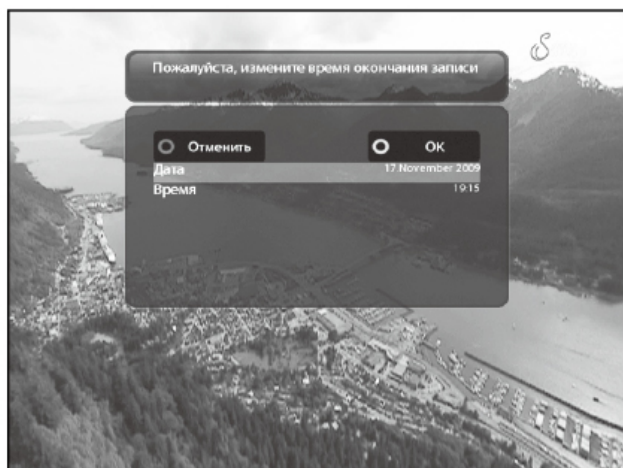 Пожалуйста, измените время окончания записи
Отменить
OK
Дата 17 November 2009
Время 19:15